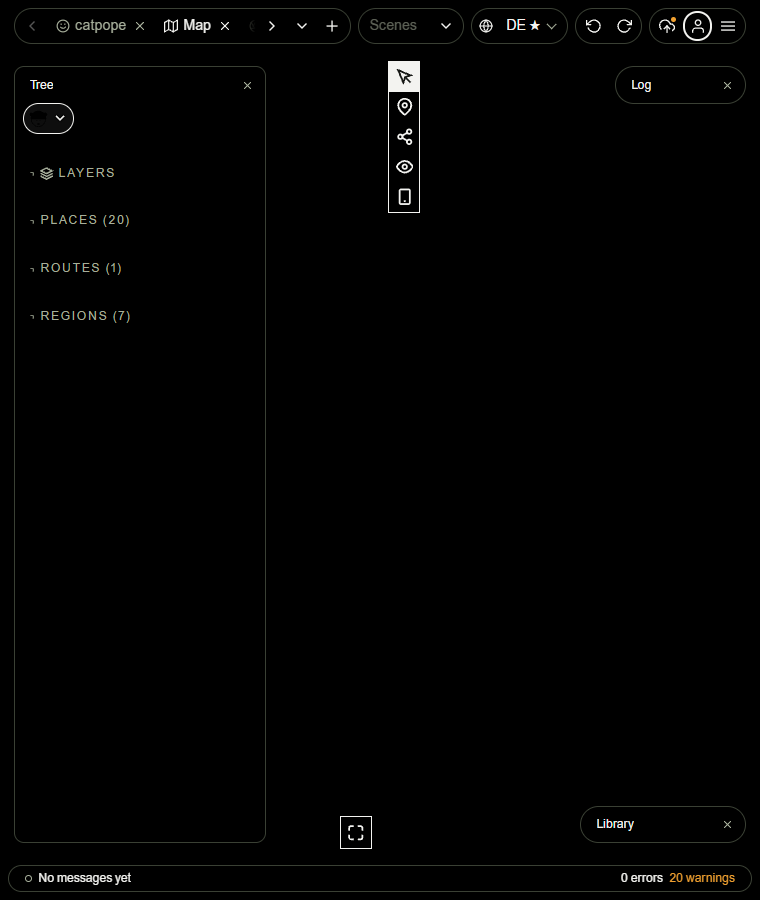 catpope
Map
Scenes
DE ★
Tree
Log
LAYERS
PLACES (20)
ROUTES (1)
REGIONS (7)
Library
No messages yet
0 errors 20 warnings